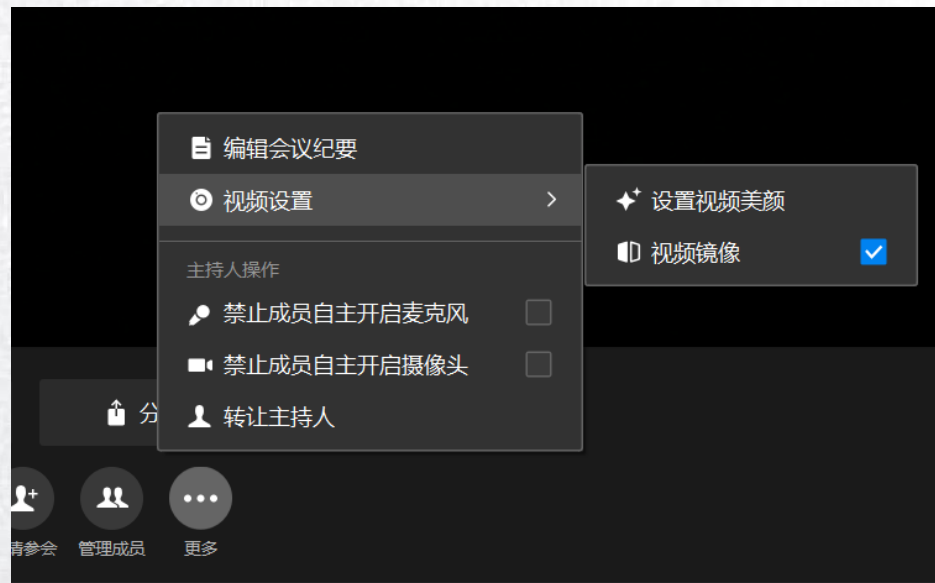 编辑会议纪要
视频设置
设置视频美颜
视频镜像
主持人操作
禁止成员自主开启麦克风
禁止成员自主开启摄像头
分
转让主持人
请参会
管理成员
更多